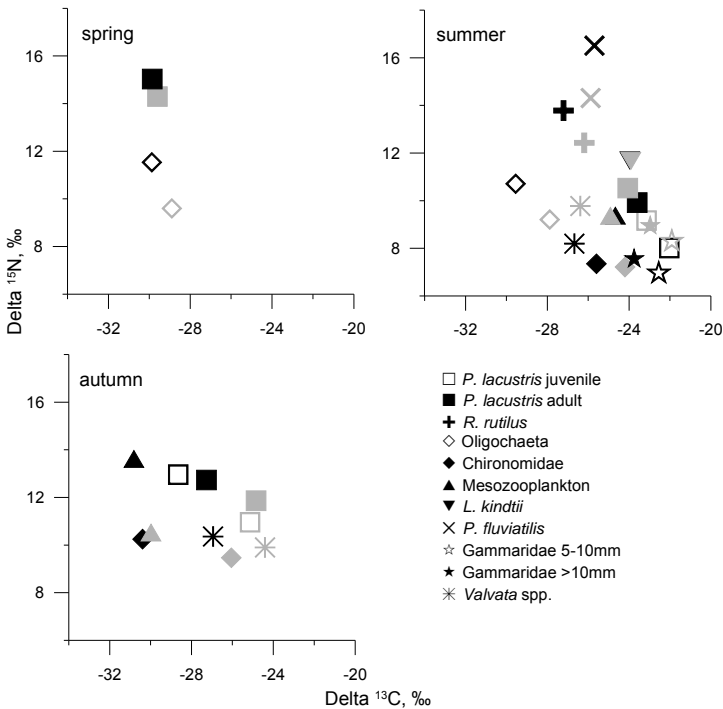 spring
16
12
8
-32 -28 -24 -20
summer
16
12
8
-32 -28 -24 -20
Delta ¹⁵N, ‰
autumn
16
12
8
-32 -28 -24 -20
P. lacustris juvenile
P. lacustris adult
R. rutilus
Oligochaeta
Chironomidae
Mesozooplankton
L. kindtii
P. fluviatilis
Gammaridae 5-10mm
Gammaridae >10mm
Valvata spp.
Delta ¹³C, ‰